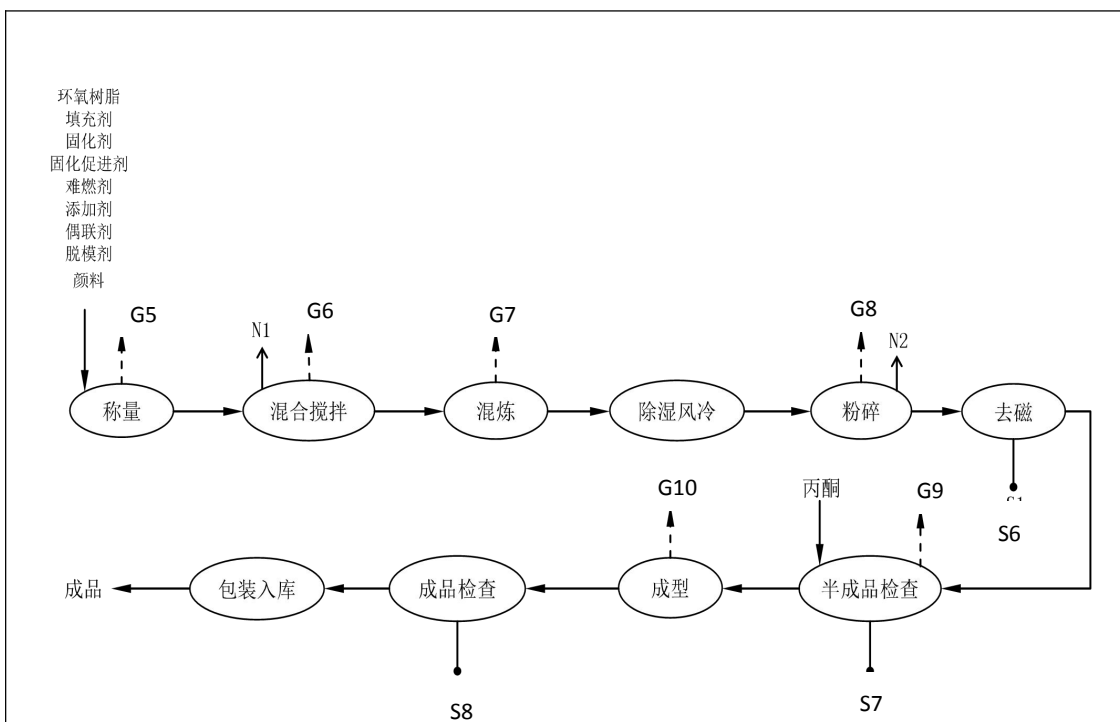 环氧树脂
填充剂
固化剂
固化促进剂
难燃剂
添加剂
偶联剂
脱模剂
颜料
G5
N1
G6
G7
G8
N2
称量
混合搅拌
混炼
除湿风冷
粉碎
去磁
S6
G10
丙酮
G9
成品
包装入库
成品检查
成型
半成品检查
S8
S7